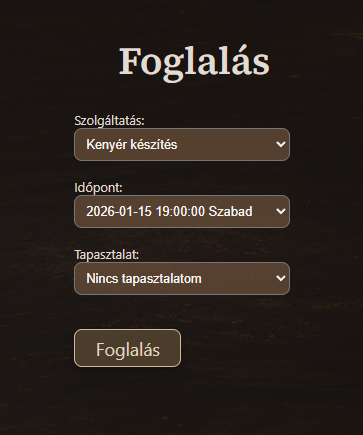 Foglalás
Szolgáltatás:
Kenyér készítés
Időpont:
2026-01-15 19:00:00 Szabad
Tapasztalat:
Nincs tapasztalatom
Foglalás